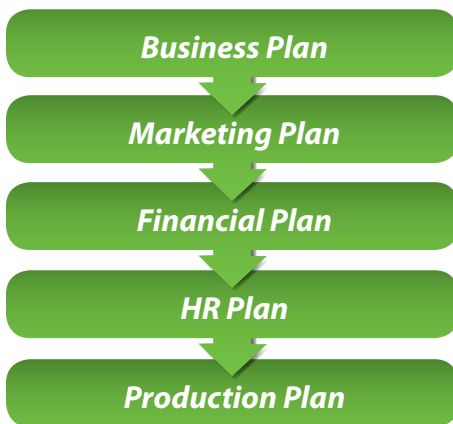 Business Plan
Marketing Plan
Financial Plan
HR Plan
Production Plan